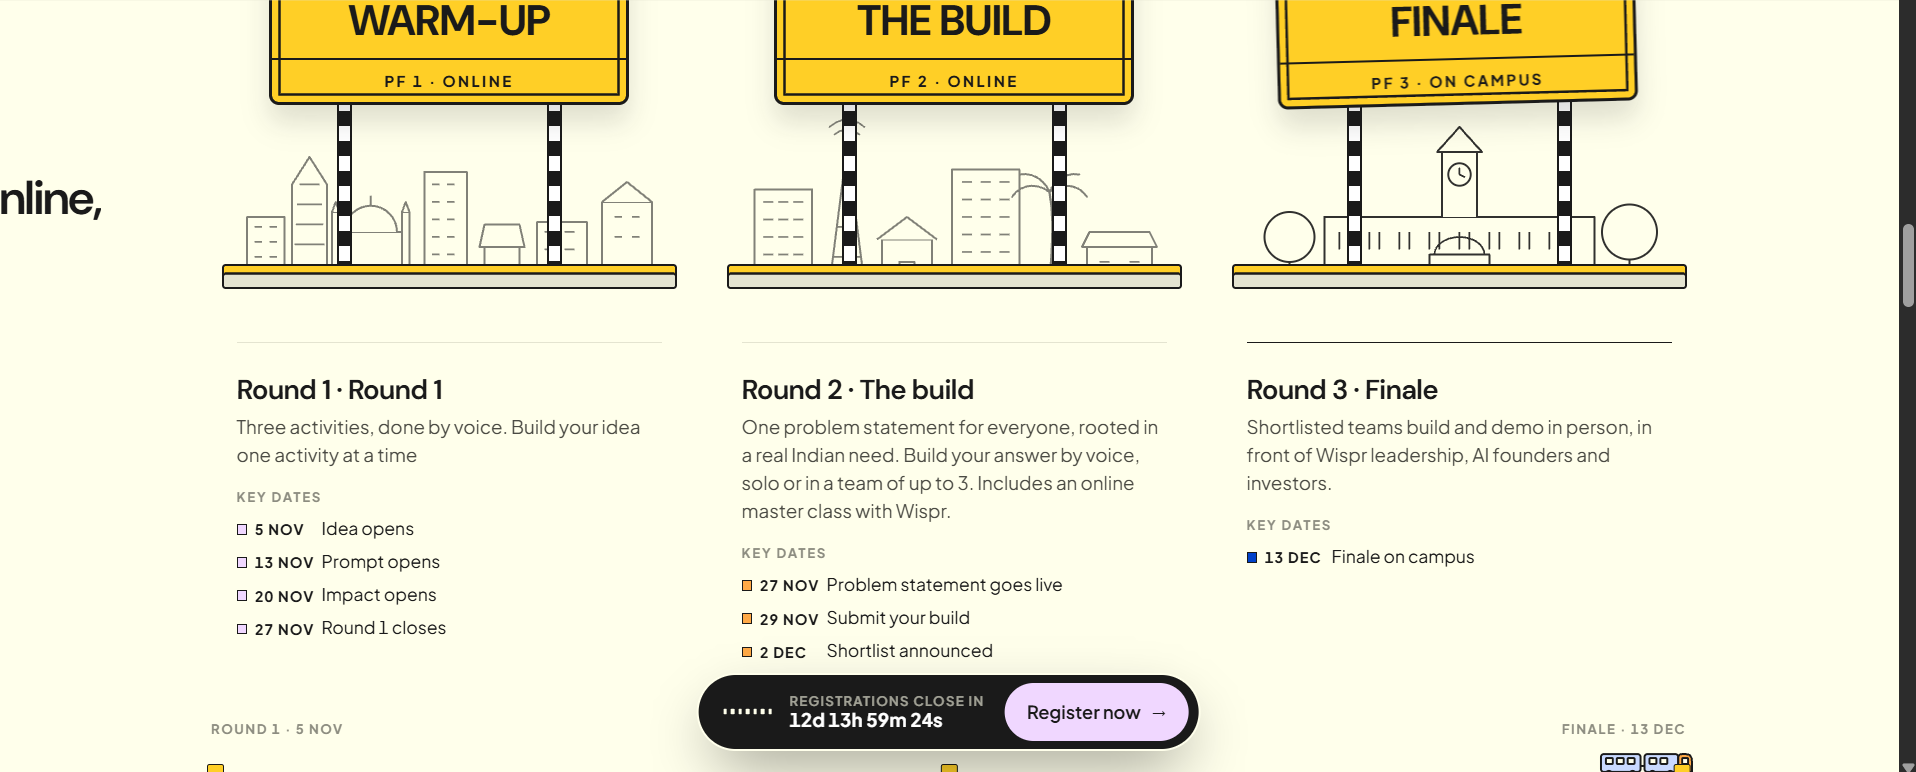 WARM-UP
PF 1 · ONLINE
THE BUILD
PF 2 · ONLINE
FINALE
PF 3 · ON CAMPUS
nline,
Round 1 · Round 1
Three activities, done by voice. Build your idea
one activity at a time
KEY DATES
5 NOV Idea opens
13 NOV Prompt opens
20 NOV Impact opens
27 NOV Round 1 closes
Round 2 · The build
One problem statement for everyone, rooted in
a real Indian need. Build your answer by voice,
solo or in a team of up to 3. Includes an online
master class with Wispr.
KEY DATES
27 NOV Problem statement goes live
29 NOV Submit your build
2 DEC Shortlist announced
Round 3 · Finale
Shortlisted teams build and demo in person, in
front of Wispr leadership, AI founders and
investors.
KEY DATES
13 DEC Finale on campus
REGISTRATIONS CLOSE IN
12d 13h 59m 24s
Register now →
ROUND 1 · 5 NOV
FINALE · 13 DEC